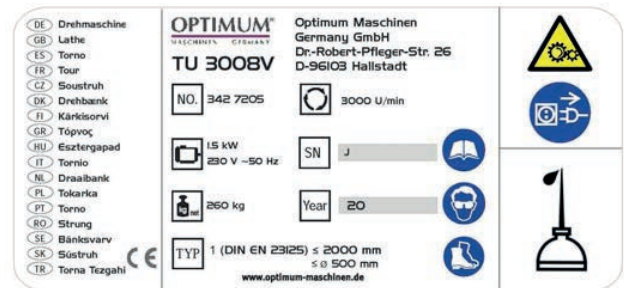 DE Drehmaschine
GB Lathe
ES Torno
FR Tour
CZ Soustruh
DK Drehbænk
FI Kärkisorvi
GR Τόρνος
HU Esztergapad
IT Tornio
NL Draaibank
PL Tokarka
PT Torno
RO Strung
SE Bänksvarv
SK Sústruh
TR Torna Tezgahi
CE
OPTIMUM®
MASCHINEN - GERMANY
TU 3008V
Optimum Maschinen
Germany GmbH
Dr.-Robert-Pfleger-Str. 26
D-96103 Hallstadt
NO. 342 7205
3000 U/min
1.5 kW
230 V ~50 Hz
SN J
kg net 260 kg
Year 20
TYP 1 (DIN EN 23125) ≤ 2000 mm
≤ ø 500 mm
www.optimum-maschinen.de